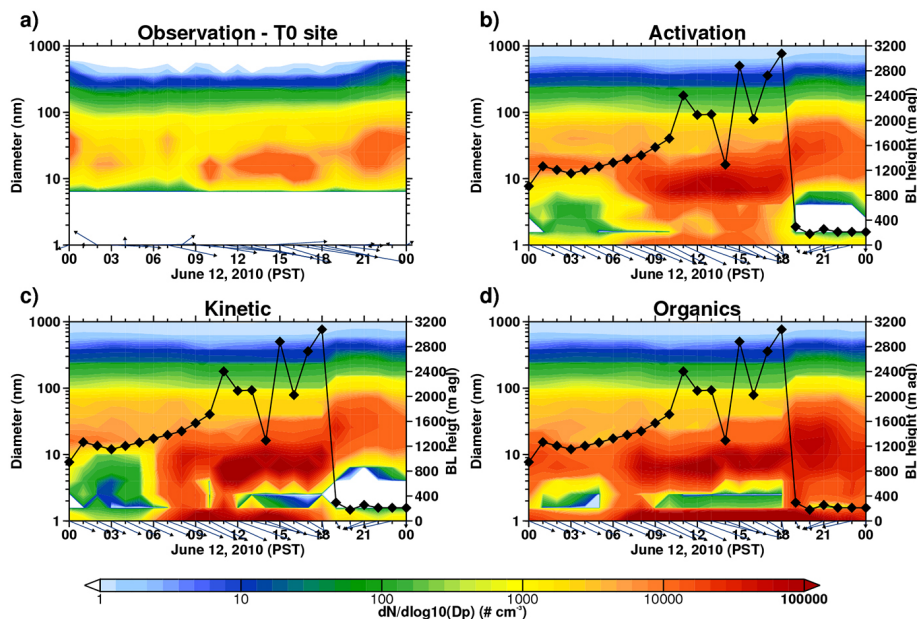 a)
Observation - T0 site
1000
100
10
1
Diameter (nm)
00 03 06 09 12 15 18 21 00
June 12, 2010 (PST)
b)
Activation
1000
100
10
1
Diameter (nm)
3200
2800
2400
2000
1600
1200
800
400
0
BL height (m agl)
00 03 06 09 12 15 18 21 00
June 12, 2010 (PST)
c)
Kinetic
1000
100
10
1
Diameter (nm)
3200
2800
2400
2000
1600
1200
800
400
0
BL heigt (m agl)
00 03 06 09 12 15 18 21 00
June 12, 2010 (PST)
d)
Organics
1000
100
10
1
Diameter (nm)
3200
2800
2400
2000
1600
1200
800
400
0
BL height (m agl)
00 03 06 09 12 15 18 21 00
June 12, 2010 (PST)
1 10 100 1000 10000 100000
dN/dlog10(Dp) (# cm⁻³)